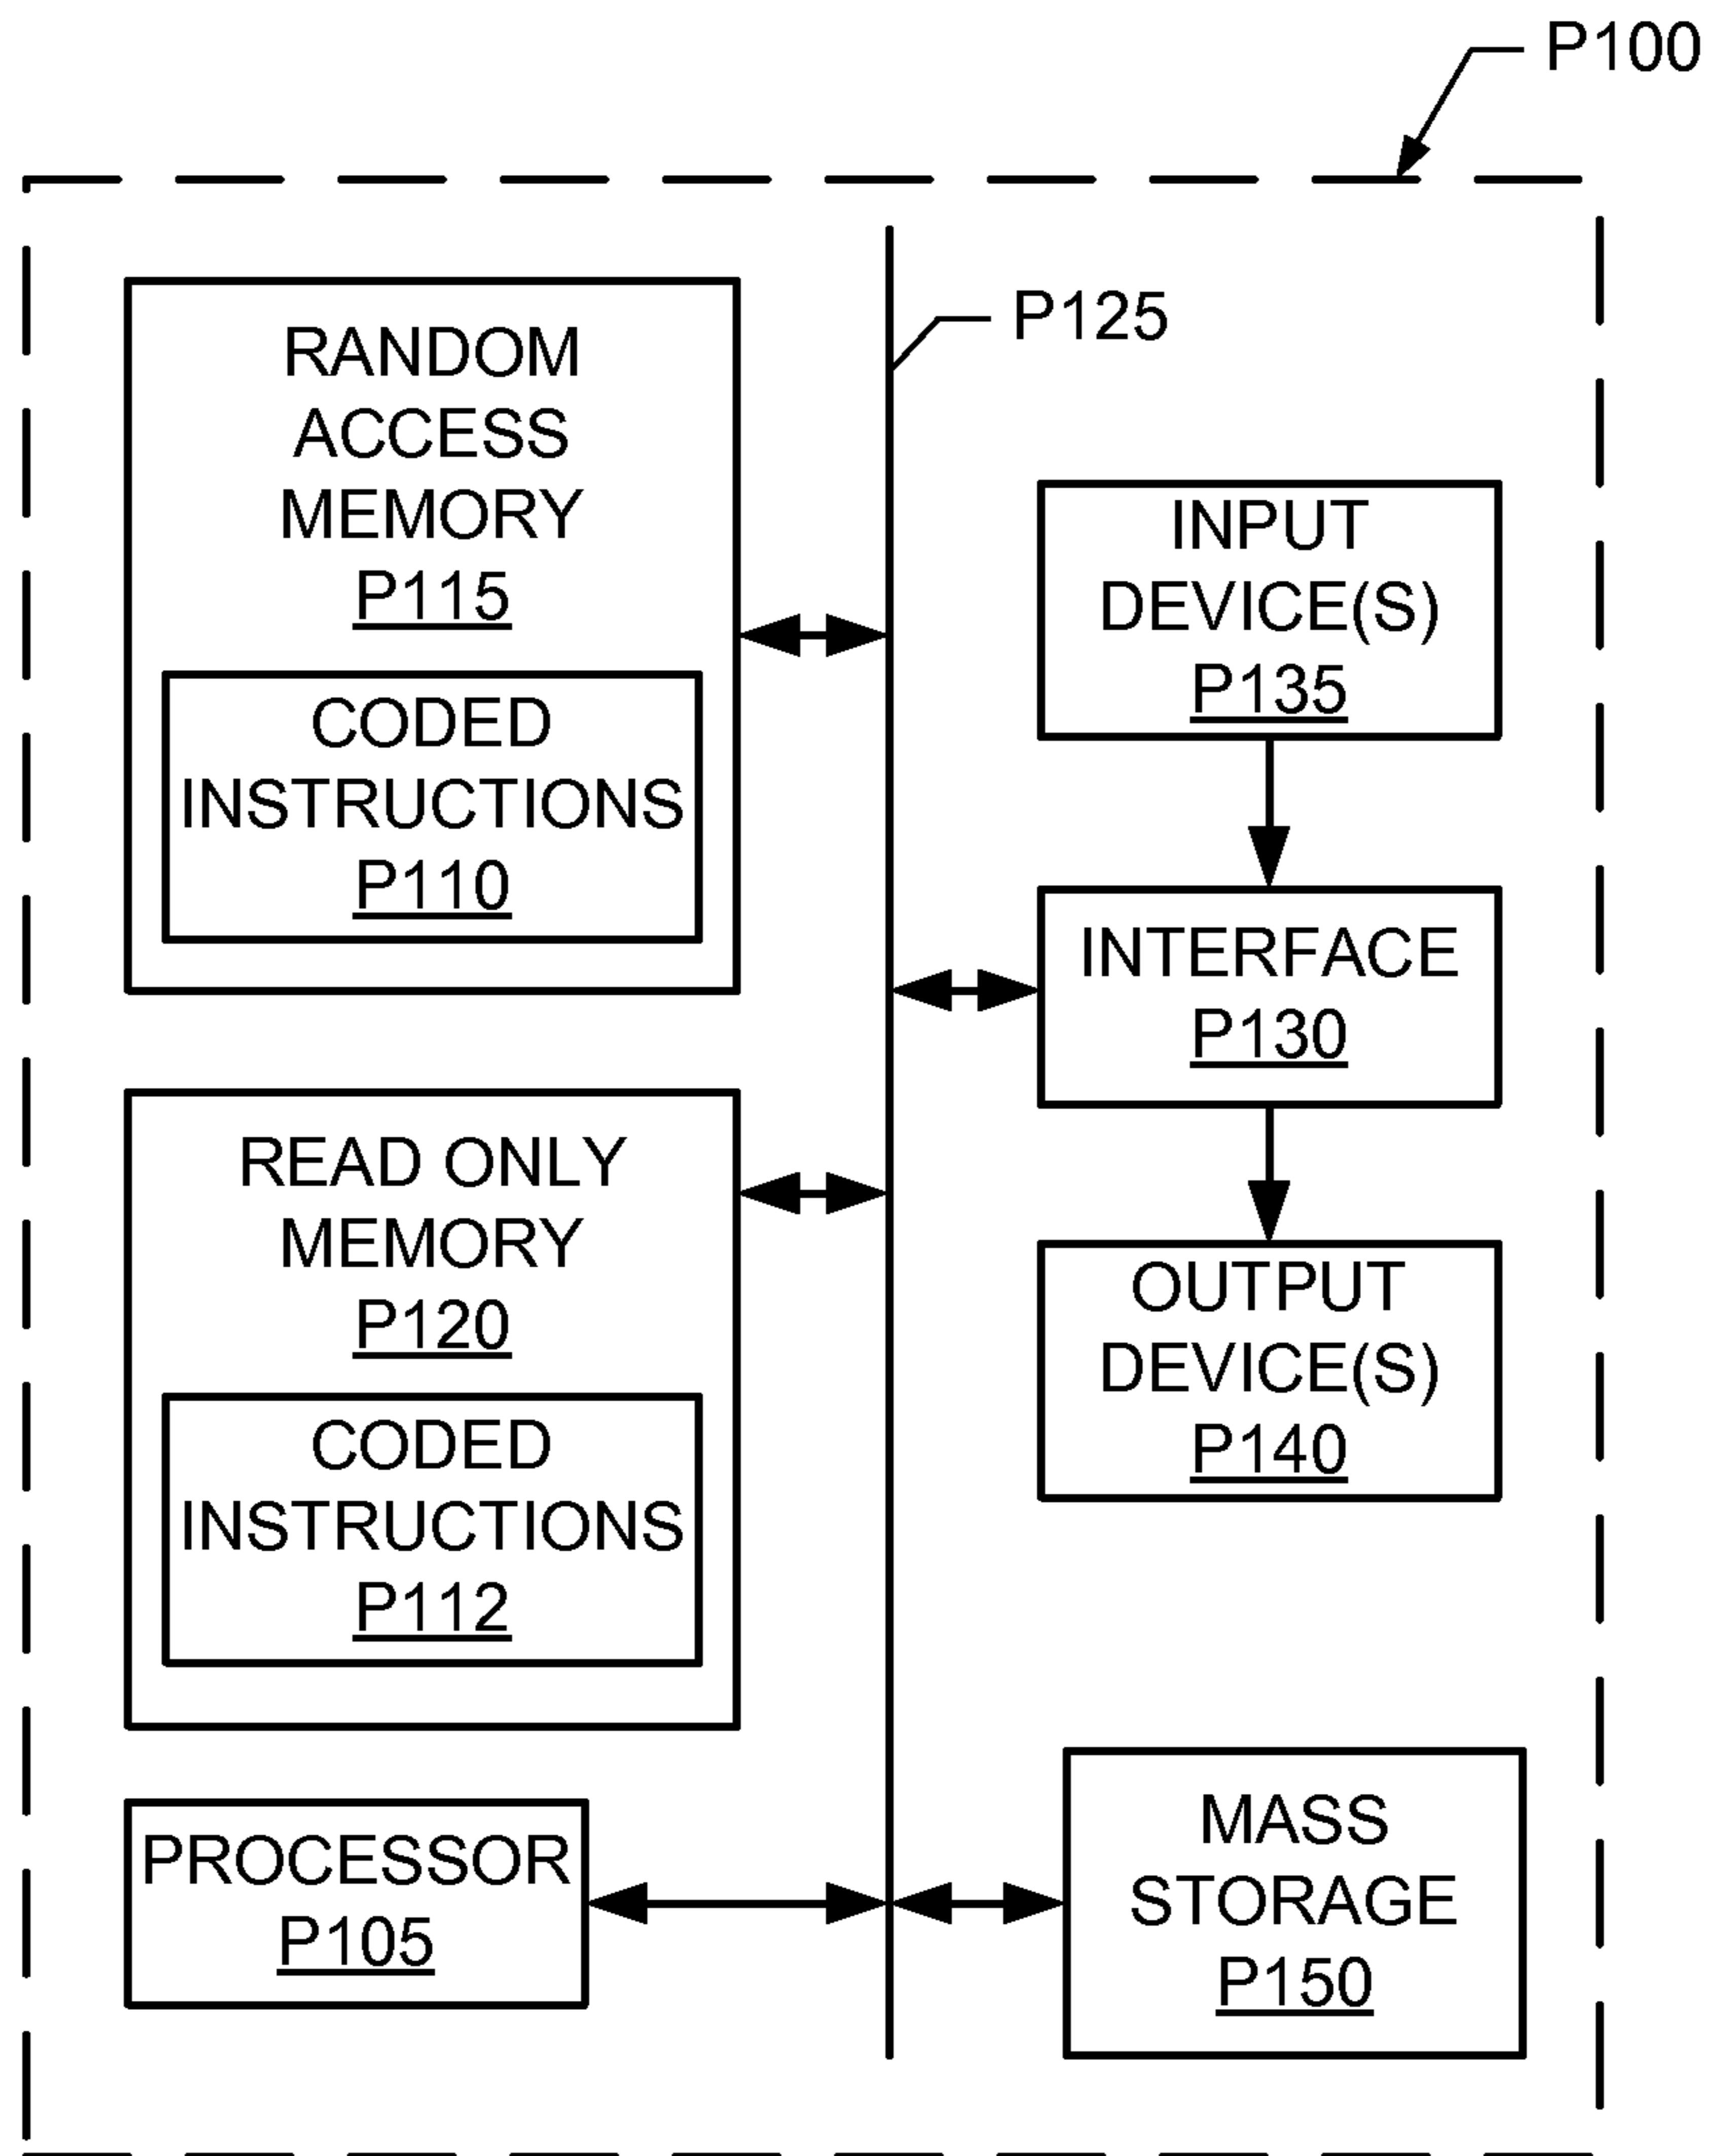 P100
P125
RANDOM
ACCESS
MEMORY
P115
CODED
INSTRUCTIONS
P110
READ ONLY
MEMORY
P120
CODED
INSTRUCTIONS
P112
PROCESSOR
P105
INPUT
DEVICE(S)
P135
INTERFACE
P130
OUTPUT
DEVICE(S)
P140
MASS
STORAGE
P150